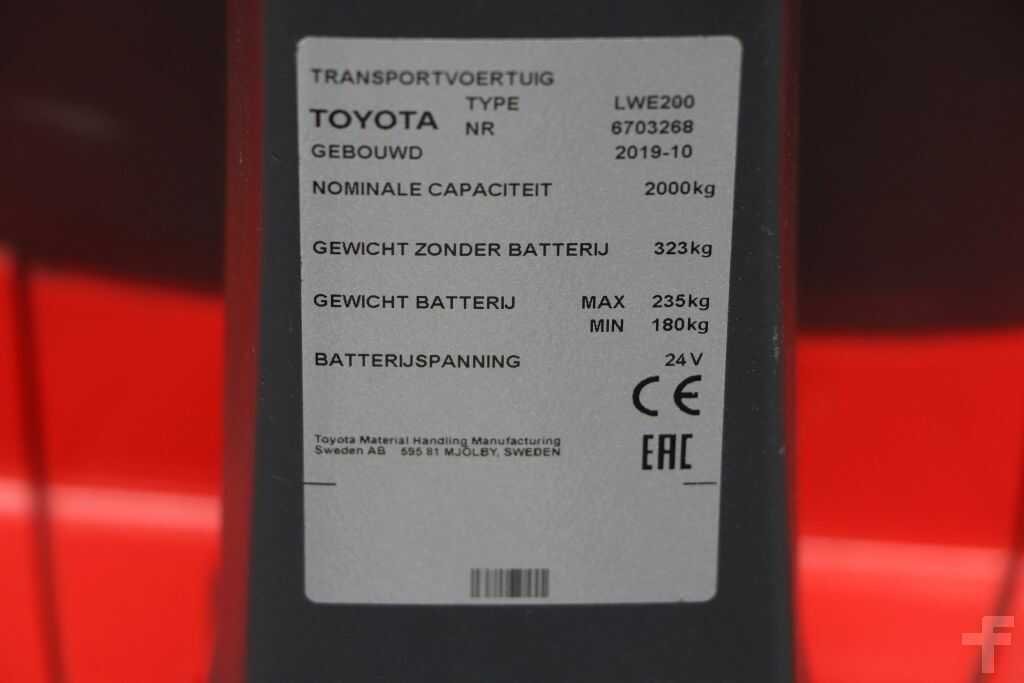 TRANSPORTVOERTUIG
TOYOTA TYPE LWE200
NR 6703268
GEBOUWD 2019-10
NOMINALE CAPACITEIT 2000kg
GEWICHT ZONDER BATTERIJ 323kg
GEWICHT BATTERIJ MAX 235kg
MIN 180kg
BATTERIJSPANNING 24V
CE
Toyota Material Handling Manufacturing
Sweden AB 595 81 MJÖLBY, SWEDEN
EAC
f